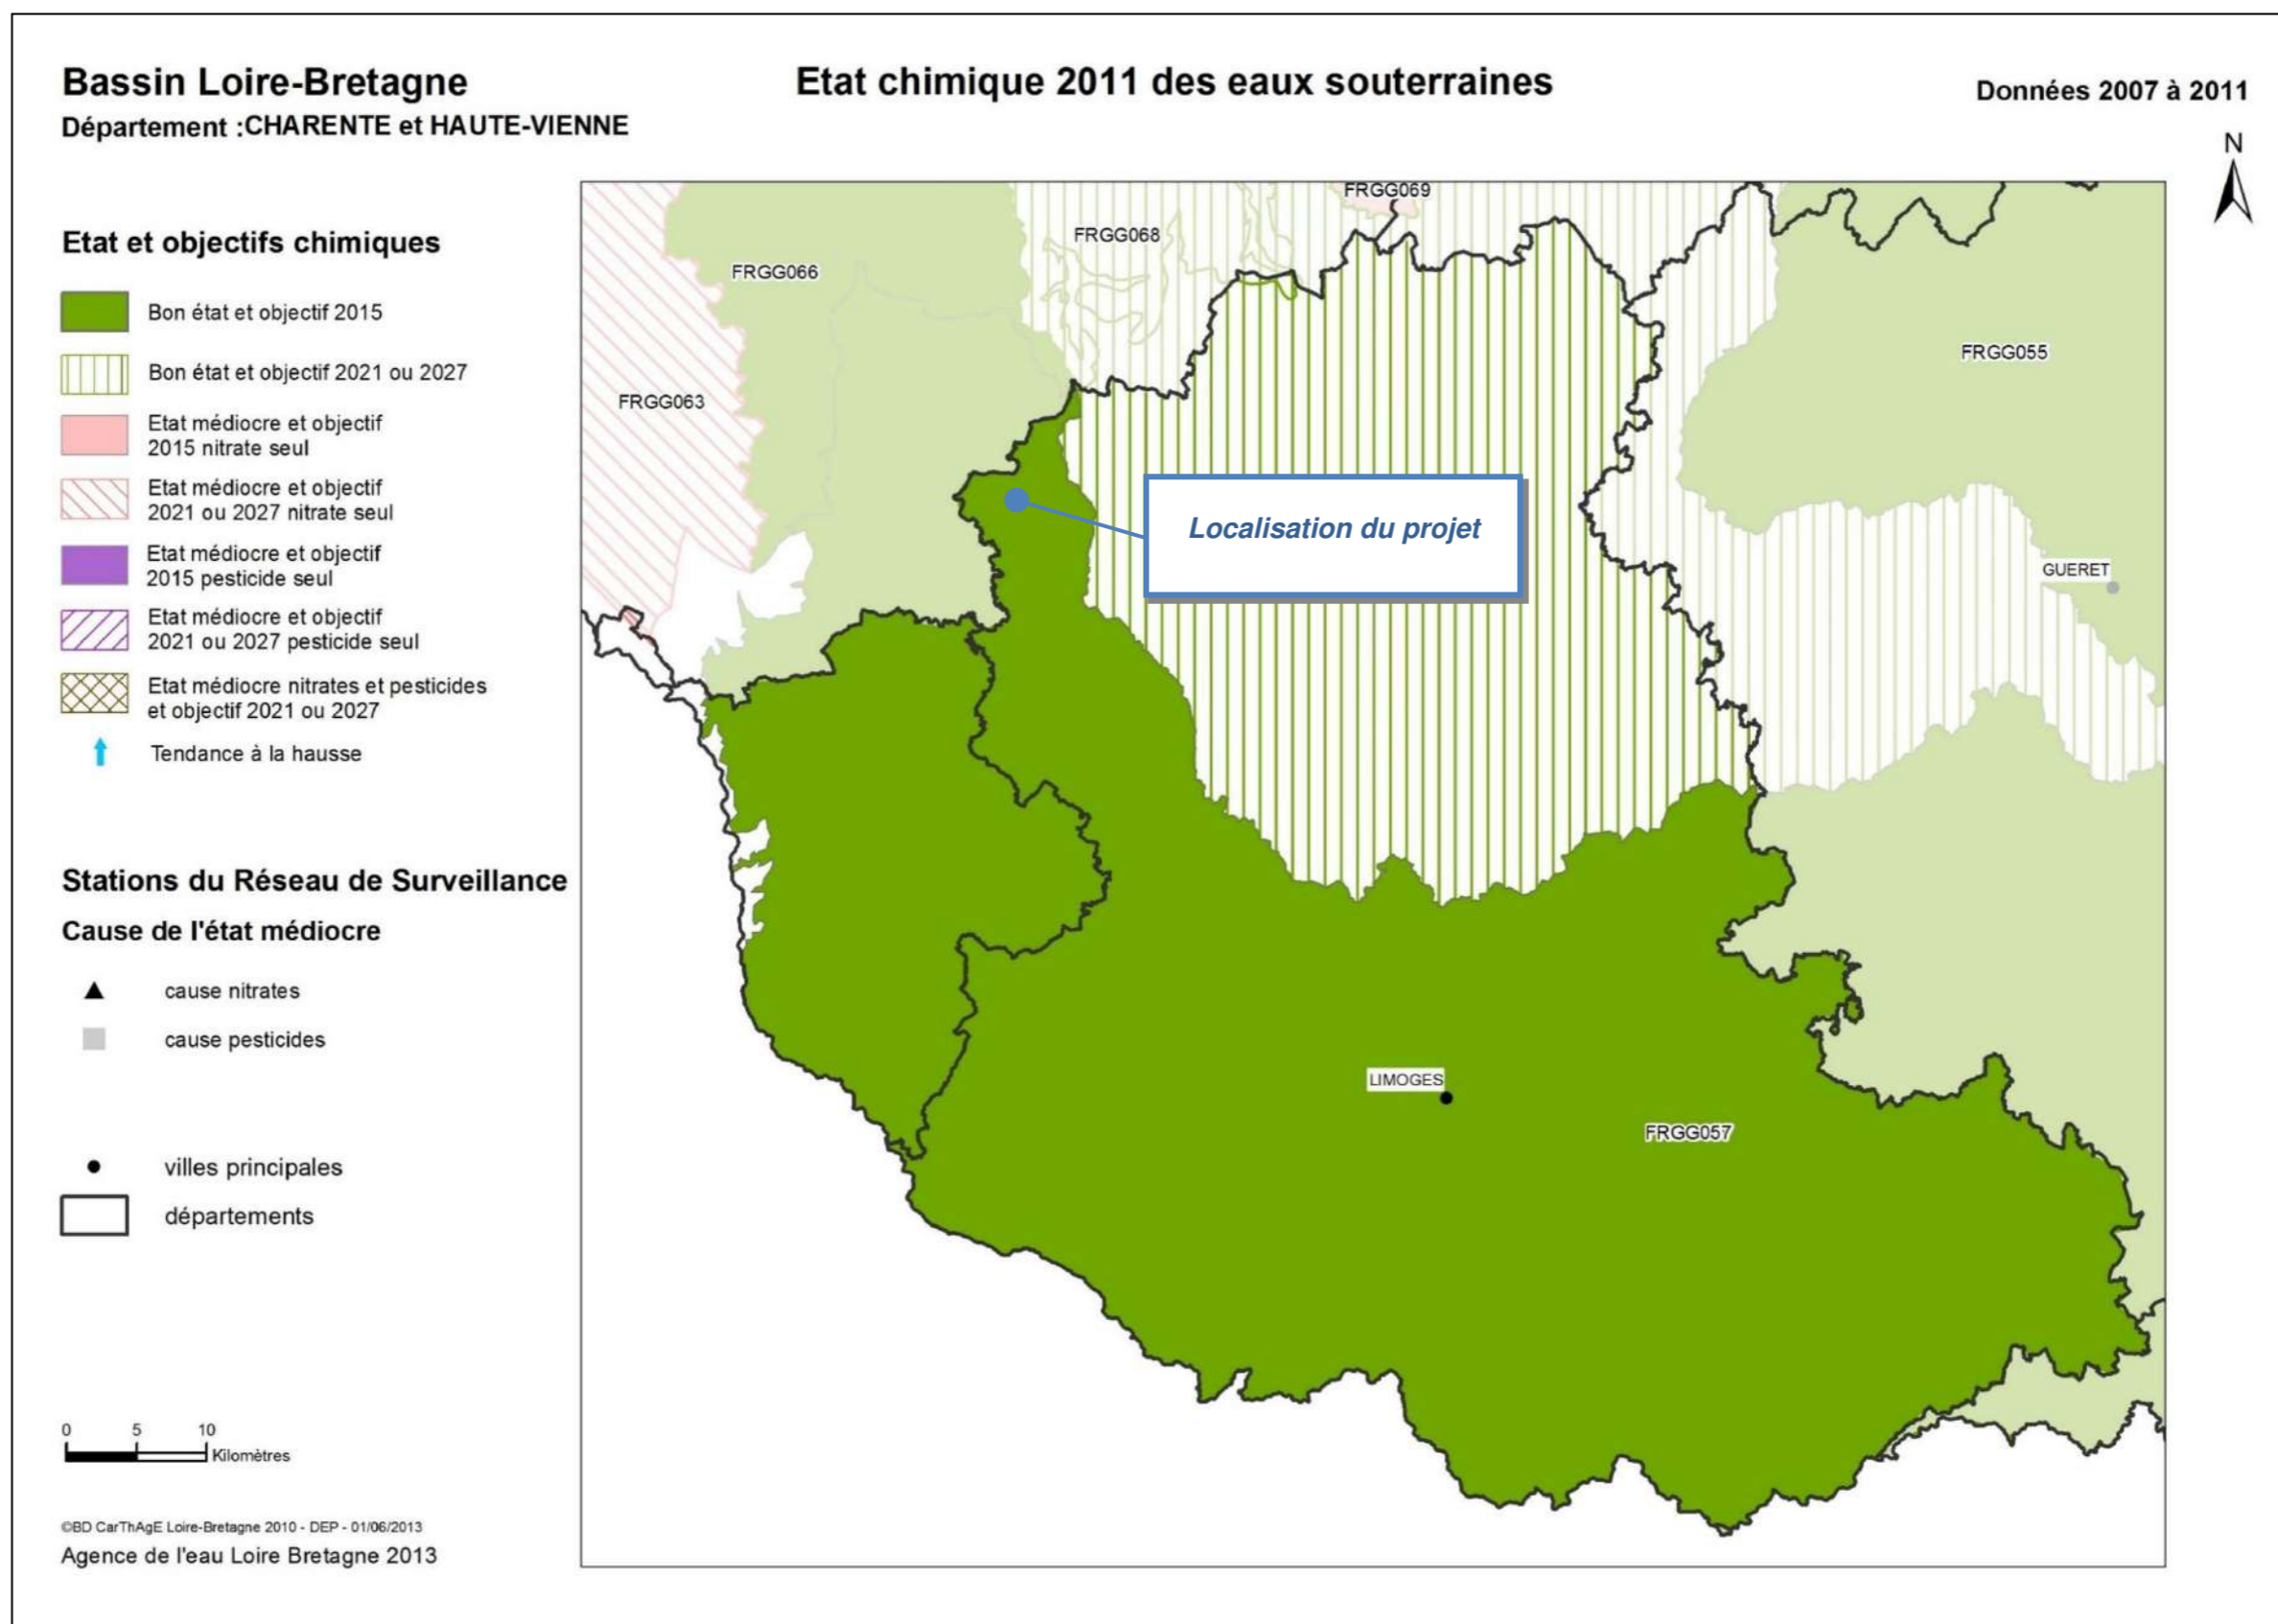 Bassin Loire-Bretagne
Département :CHARENTE et HAUTE-VIENNE
Etat chimique 2011 des eaux souterraines
Données 2007 à 2011
N
Etat et objectifs chimiques
Bon état et objectif 2015
Bon état et objectif 2021 ou 2027
Etat médiocre et objectif
2015 nitrate seul
Etat médiocre et objectif
2021 ou 2027 nitrate seul
Etat médiocre et objectif
2015 pesticide seul
Etat médiocre et objectif
2021 ou 2027 pesticide seul
Etat médiocre nitrates et pesticides
et objectif 2021 ou 2027
Tendance à la hausse
Stations du Réseau de Surveillance
Cause de l'état médiocre
cause nitrates
cause pesticides
villes principales
départements
0 5 10
Kilomètres
©BD CarThAgE Loire-Bretagne 2010 - DEP - 01/06/2013
Agence de l'eau Loire Bretagne 2013
FRGG069
FRGG068
FRGG066
FRGG055
FRGG063
Localisation du projet
GUERET
LIMOGES
FRGG057